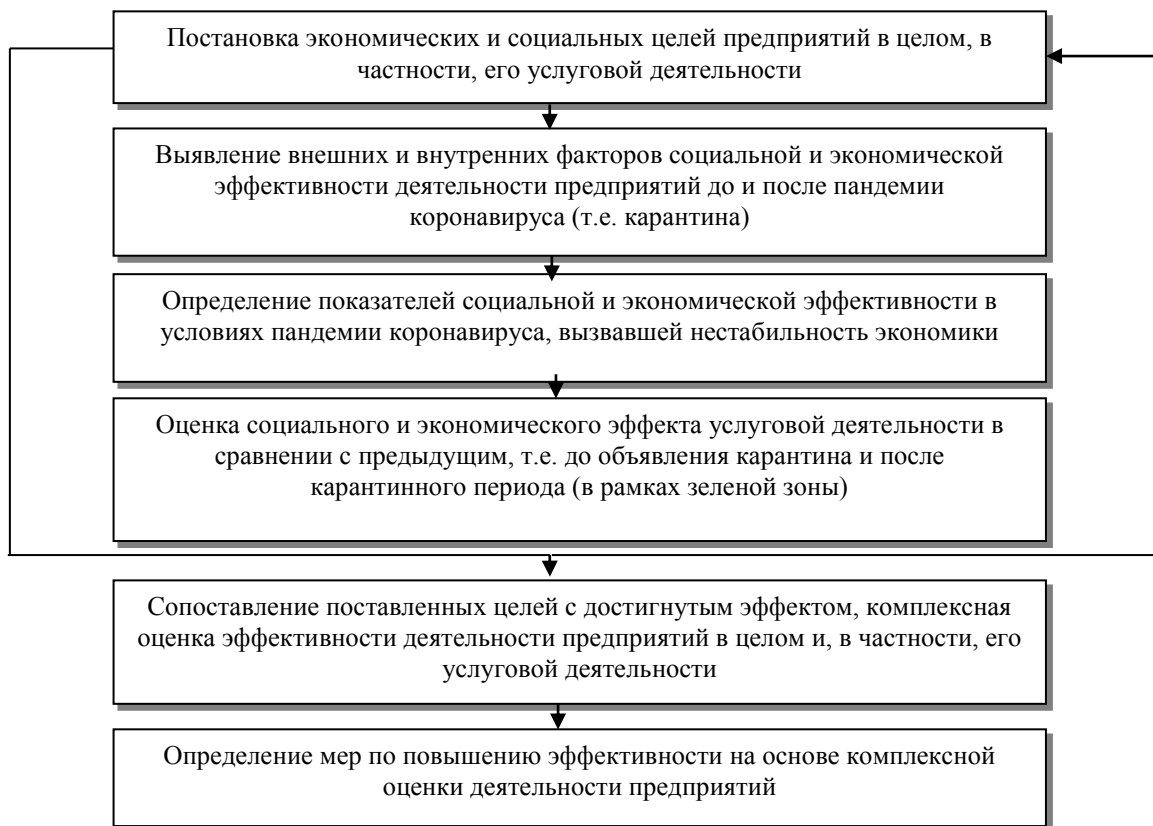 Постановка экономических и социальных целей предприятий в целом, в
частности, его услуговой деятельности
Выявление внешних и внутренних факторов социальной и экономической
эффективности деятельности предприятий до и после пандемии
коронавируса (т.е. карантина)
Определение показателей социальной и экономической эффективности в
условиях пандемии коронавируса, вызвавшей нестабильность экономики
Оценка социального и экономического эффекта услуговой деятельности в
сравнении с предыдущим, т.е. до объявления карантина и после
карантинного периода (в рамках зеленой зоны)
Сопоставление поставленных целей с достигнутым эффектом, комплексная
оценка эффективности деятельности предприятий в целом и, в частности, его
услуговой деятельности
Определение мер по повышению эффективности на основе комплексной
оценки деятельности предприятий